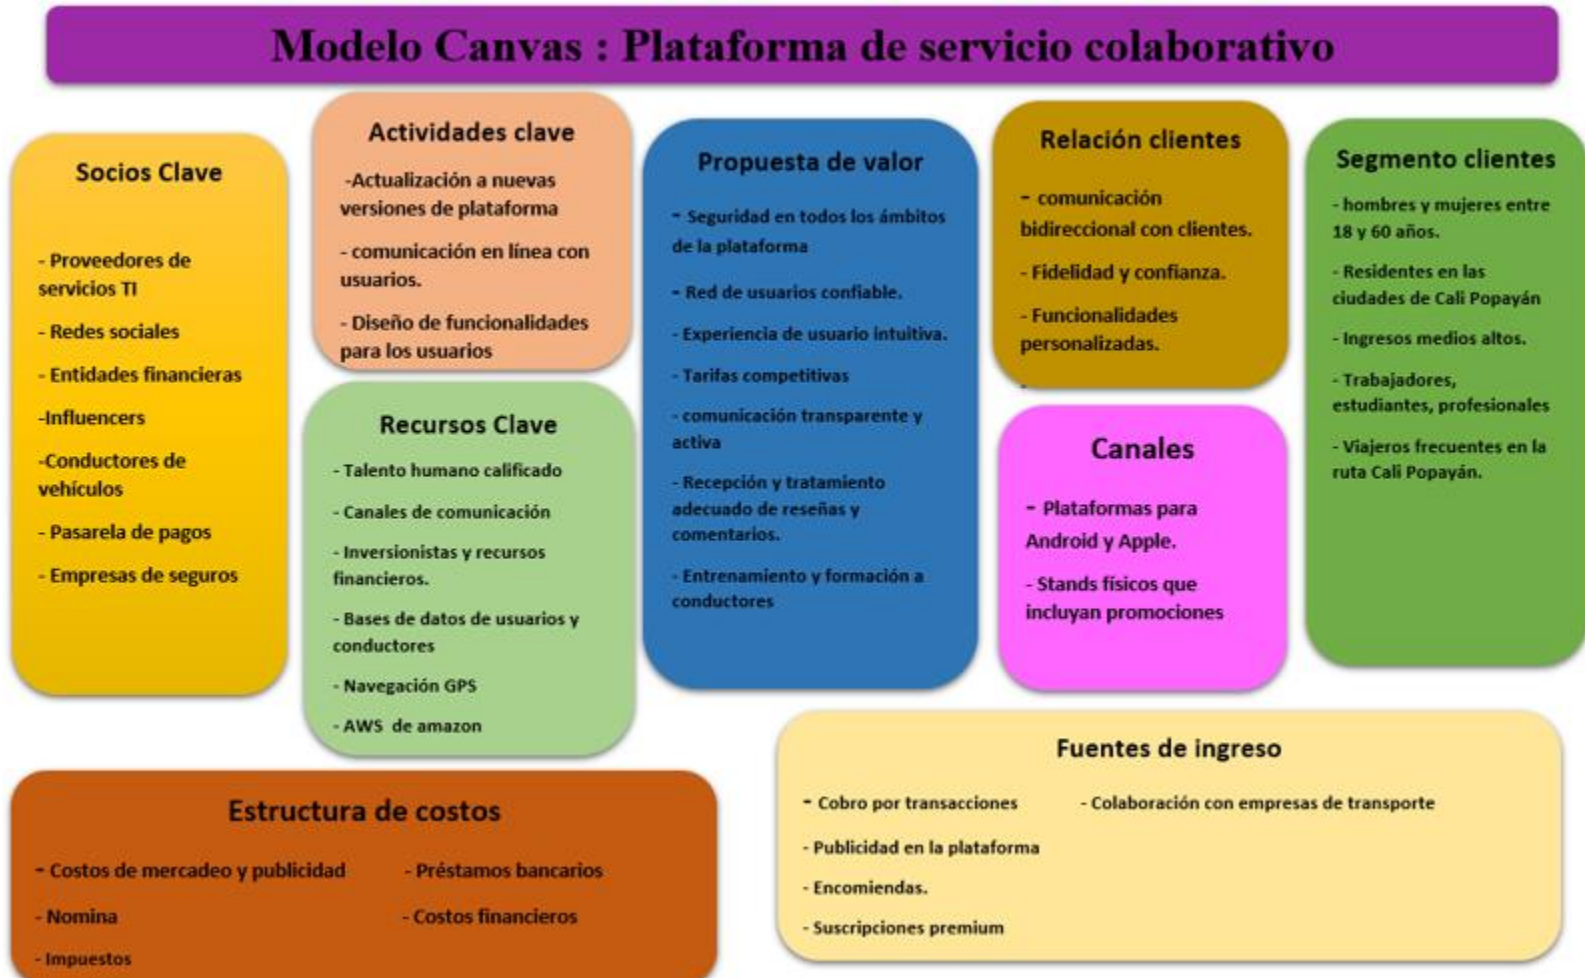 Modelo Canvas : Plataforma de servicio colaborativo
Socios Clave
- Proveedores de
servicios TI
- Redes sociales
- Entidades financieras
-Influencers
-Conductores de
vehículos
- Pasarela de pagos
- Empresas de seguros
Actividades clave
-Actualización a nuevas
versiones de plataforma
- comunicación en línea con
usuarios.
- Diseño de funcionalidades
para los usuarios
Recursos Clave
- Talento humano calificado
- Canales de comunicación
- Inversionistas y recursos
financieros.
- Bases de datos de usuarios y
conductores
- Navegación GPS
- AWS de amazon
Propuesta de valor
- Seguridad en todos los ámbitos
de la plataforma
- Red de usuarios confiable.
- Experiencia de usuario intuitiva.
- Tarifas competitivas
- comunicación transparente y
activa
- Recepción y tratamiento
adecuado de reseñas y
comentarios.
- Entrenamiento y formación a
conductores
Relación clientes
- comunicación
bidireccional con clientes.
- Fidelidad y confianza.
- Funcionalidades
personalizadas.
-
Canales
- Plataformas para
Android y Apple.
- Stands físicos que
incluyan promociones
Segmento clientes
- hombres y mujeres entre
18 y 60 años.
- Residentes en las
ciudades de Cali Popayán
- Ingresos medios altos.
- Trabajadores,
estudiantes, profesionales
- Viajeros frecuentes en la
ruta Cali Popayán.
Estructura de costos
- Costos de mercadeo y publicidad
- Nomina
- Impuestos
- Préstamos bancarios
- Costos financieros
Fuentes de ingreso
- Cobro por transacciones
- Publicidad en la plataforma
- Encomiendas.
- Suscripciones premium
- Colaboración con empresas de transporte